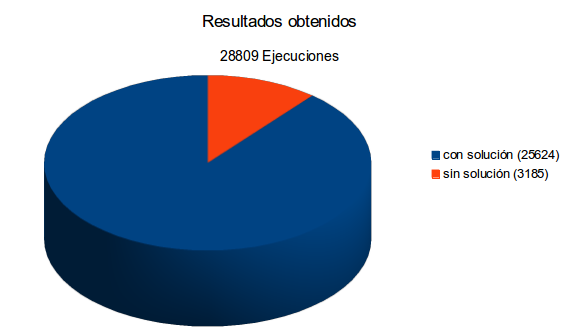 Resultados obtenidos
28809 Ejecuciones
con solución (25624)
sin solución (3185)